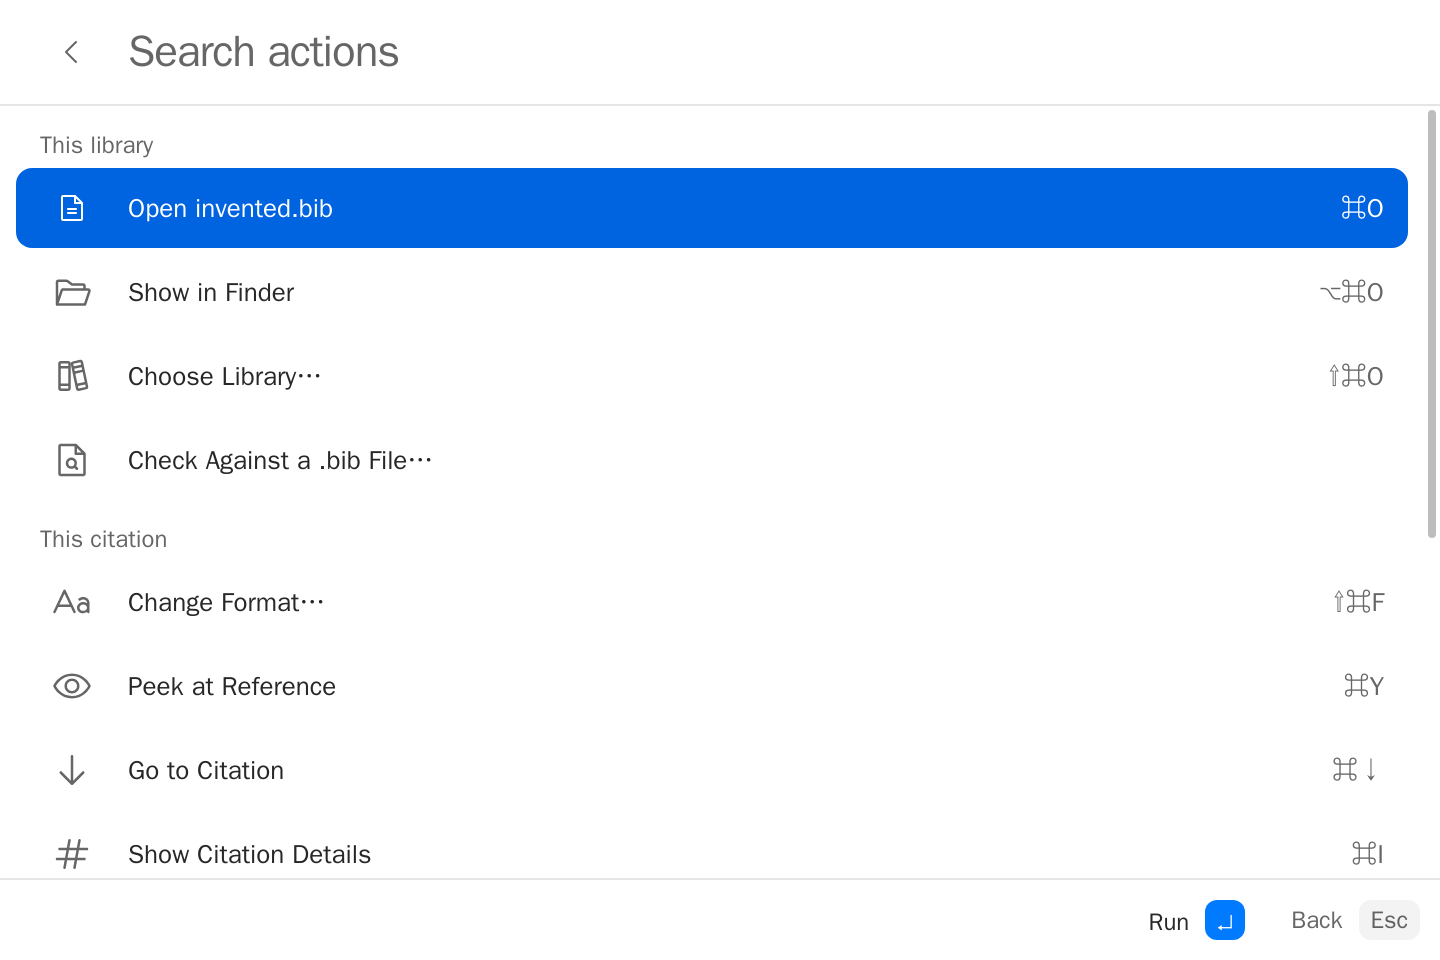 Search actions
This library
Open invented.bib ⌘O
Show in Finder ⌥⌘O
Choose Library… ⇧⌘O
Check Against a .bib File…
This citation
Aa Change Format… ⇧⌘F
Peek at Reference ⌘Y
Go to Citation ⌘↓
# Show Citation Details ⌘I
Run ↵ Back Esc